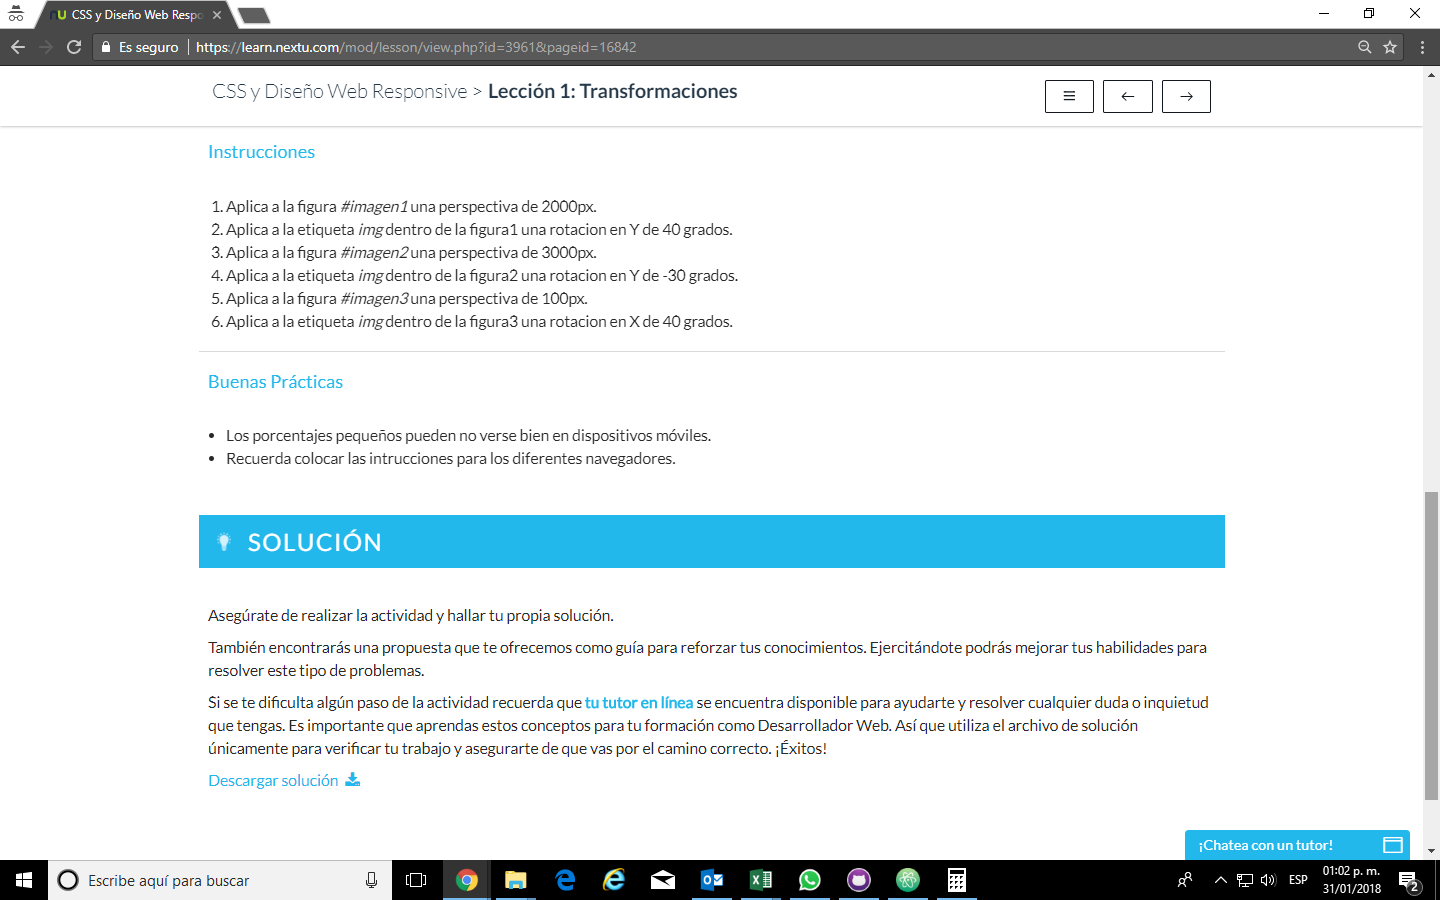 CSS y Diseño Web Respo
Es seguro
https://learn.nextu.com/mod/lesson/view.php?id=3961&pageid=16842
CSS y Diseño Web Responsive > Lección 1: Transformaciones
Instrucciones
1. Aplica a la figura #imagen1 una perspectiva de 2000px.
2. Aplica a la etiqueta img dentro de la figura1 una rotacion en Y de 40 grados.
3. Aplica a la figura #imagen2 una perspectiva de 3000px.
4. Aplica a la etiqueta img dentro de la figura2 una rotacion en Y de -30 grados.
5. Aplica a la figura #imagen3 una perspectiva de 100px.
6. Aplica a la etiqueta img dentro de la figura3 una rotacion en X de 40 grados.
Buenas Prácticas
• Los porcentajes pequeños pueden no verse bien en dispositivos móviles.
• Recuerda colocar las intrucciones para los diferentes navegadores.
SOLUCIÓN
Asegúrate de realizar la actividad y hallar tu propia solución.
También encontrarás una propuesta que te ofrecemos como guía para reforzar tus conocimientos. Ejercitándote podrás mejorar tus habilidades para
resolver este tipo de problemas.
Si se te dificulta algún paso de la actividad recuerda que tu tutor en línea se encuentra disponible para ayudarte y resolver cualquier duda o inquietud
que tengas. Es importante que aprendas estos conceptos para tu formación como Desarrollador Web. Así que utiliza el archivo de solución
únicamente para verificar tu trabajo y asegurarte de que vas por el camino correcto. ¡Éxitos!
Descargar solución
¡Chatea con un tutor!
Escribe aquí para buscar
ESP
01:02 p. m.
31/01/2018
2